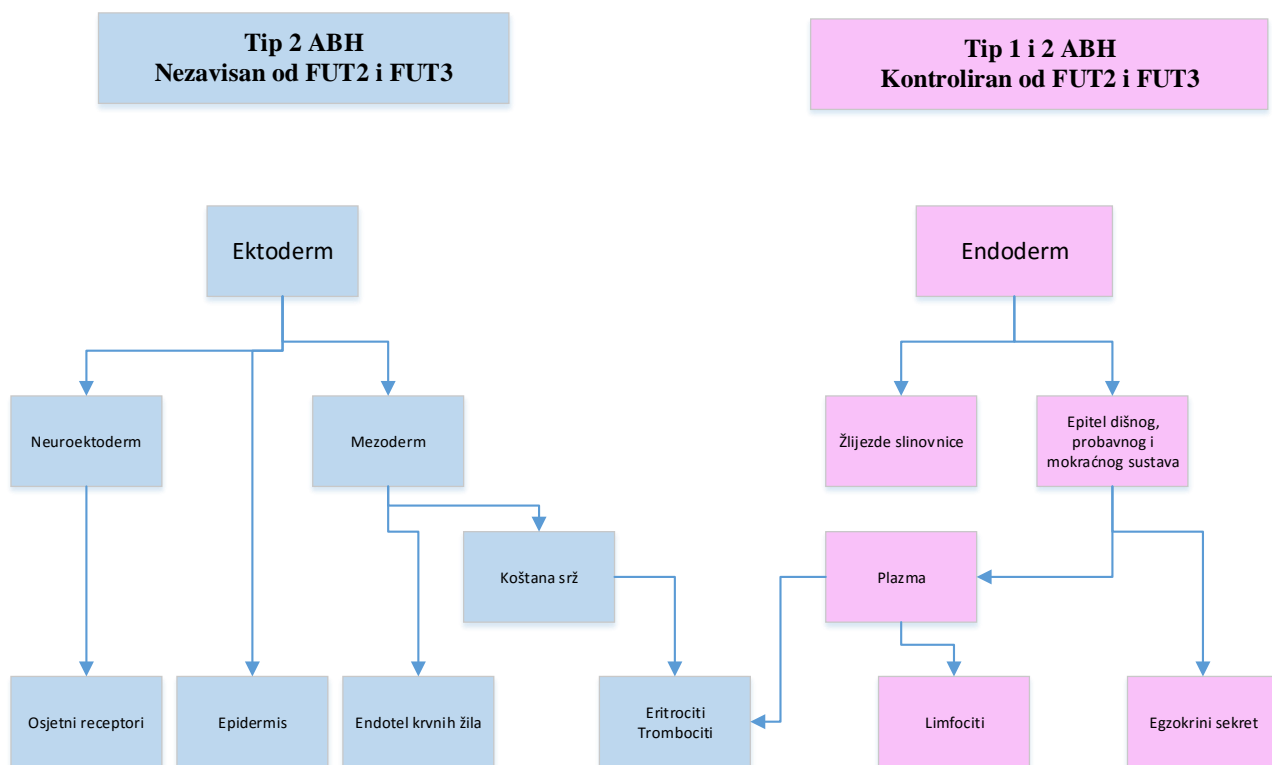 Tip 2 ABH
Nezavisan od FUT2 i FUT3
Tip 1 i 2 ABH
Kontroliran od FUT2 i FUT3
Ektoderm
Endoderm
Neuroektoderm
Mezoderm
Žlijezde slinovnice
Epitel dišnog,
probavnog i
mokraćnog sustava
Koštana srž
Plazma
Osjetni receptori
Epidermis
Endotel krvnih žila
Eritrociti
Trombociti
Limfociti
Egzokrini sekret